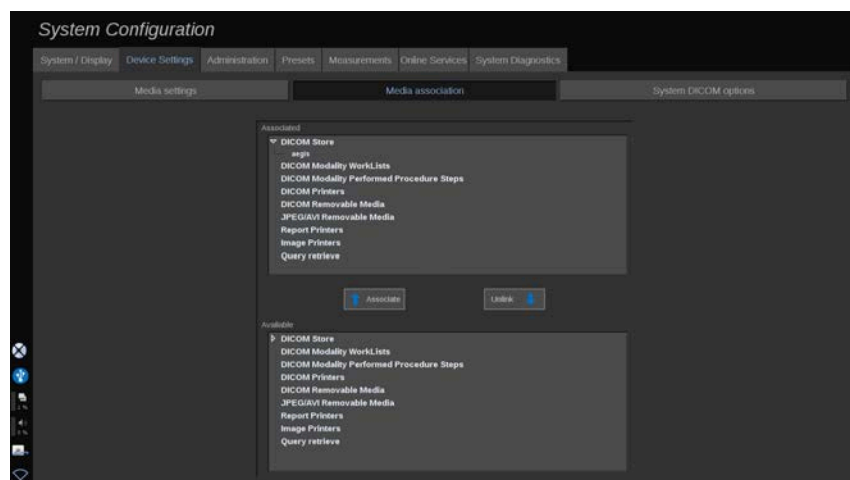 System Configuration
System / Display Device Settings Administration Presets Measurements Online Services System Diagnostics
Media settings Media association System DICOM options
Associated
DICOM Store
aegis
DICOM Modality WorkLists
DICOM Modality Performed Procedure Steps
DICOM Printers
DICOM Removable Media
JPEG/AVI Removable Media
Report Printers
Image Printers
Query retrieve
Associate Unlink
Available
DICOM Store
DICOM Modality WorkLists
DICOM Modality Performed Procedure Steps
DICOM Printers
DICOM Removable Media
JPEG/AVI Removable Media
Report Printers
Image Printers
Query retrieve